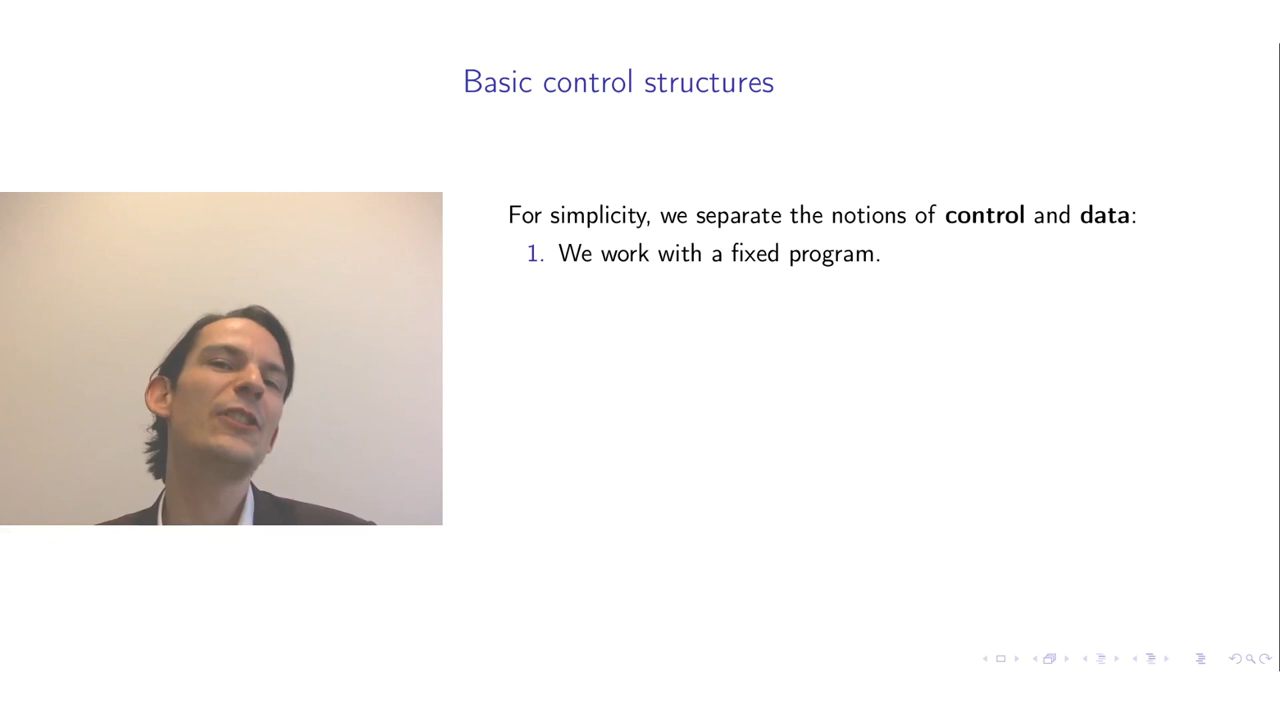 Basic control structures
For simplicity, we separate the notions of control and data:
1. We work with a fixed program.